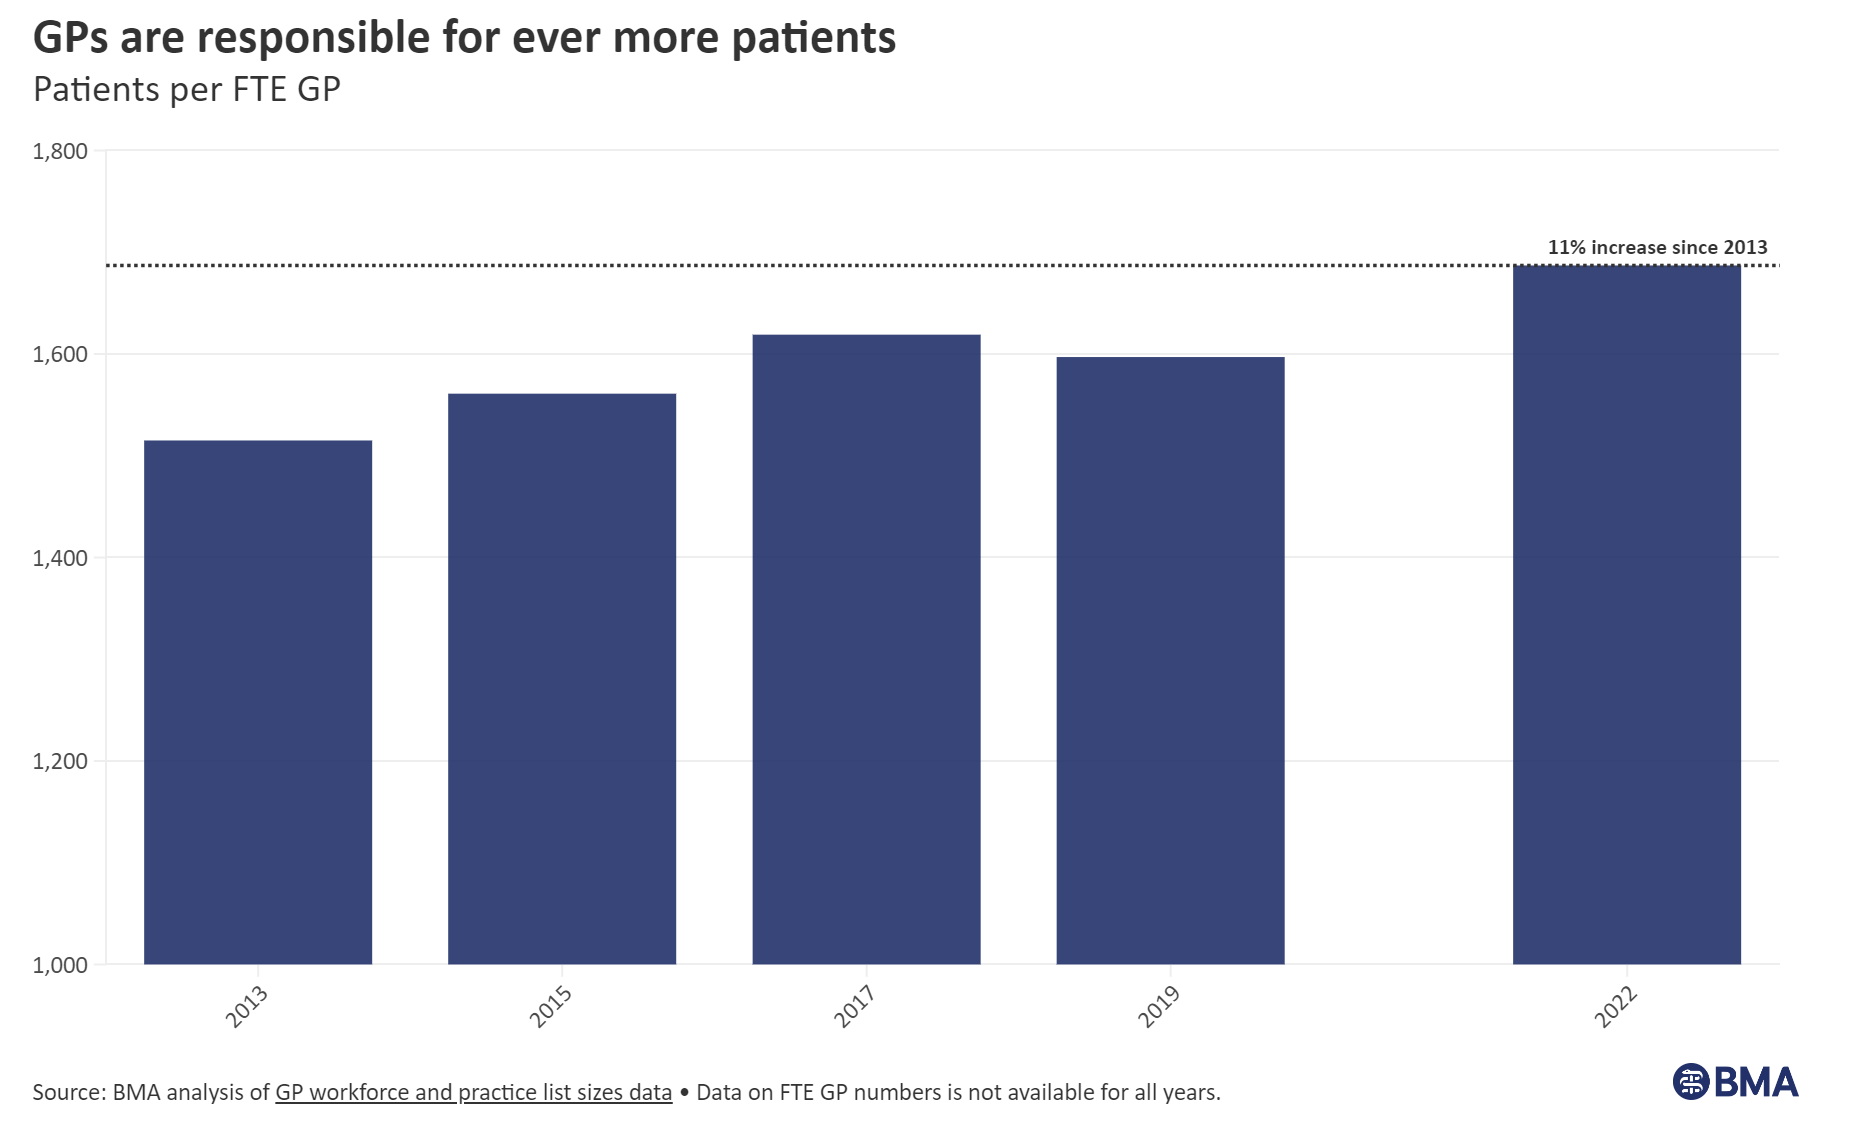 GPs are responsible for ever more patients
Patients per FTE GP
1,800
11% increase since 2013
1,600
1,400
1,200
1,000
2013
2015
2017
2019
2022
Source: BMA analysis of GP workforce and practice list sizes data • Data on FTE GP numbers is not available for all years.
BMA